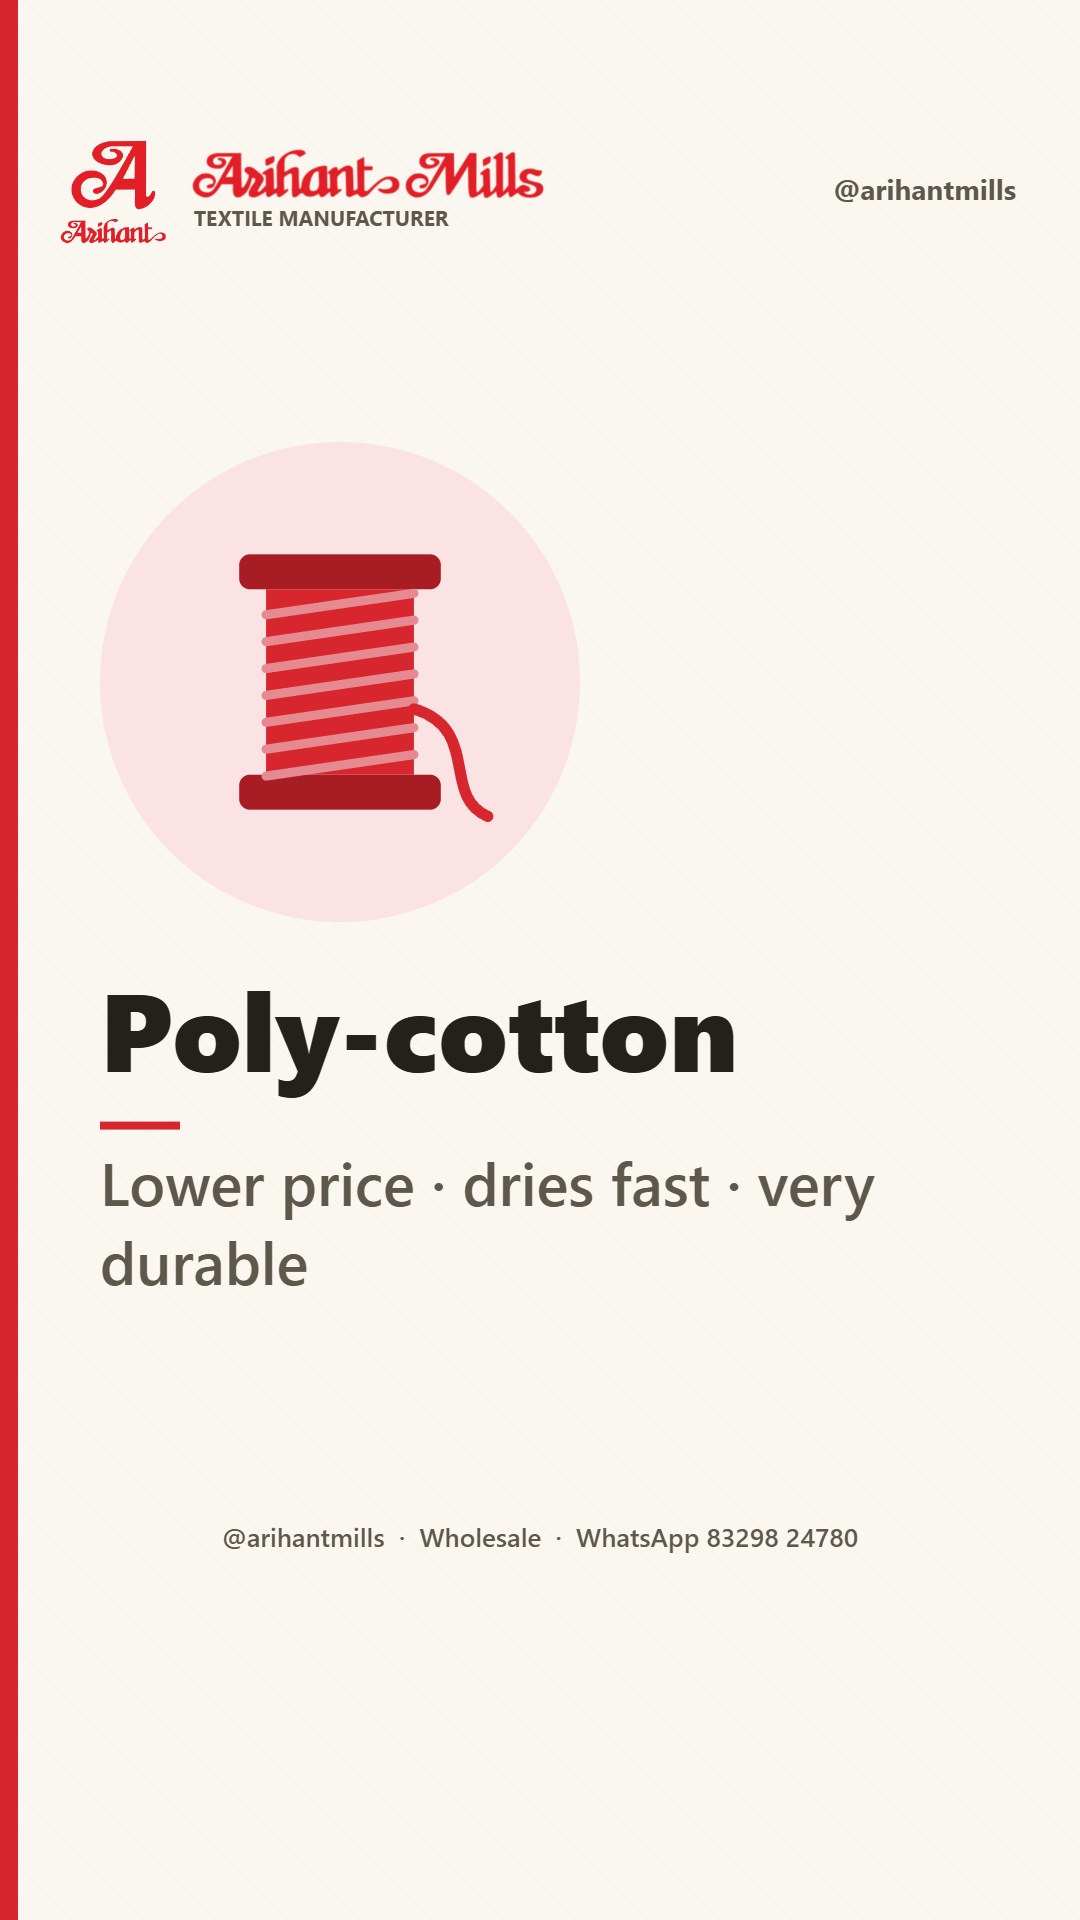 A
Arihant
Arihant Mills
TEXTILE MANUFACTURER
@arihantmills
Poly-cotton
Lower price · dries fast · very
durable
@arihantmills · Wholesale · WhatsApp 83298 24780